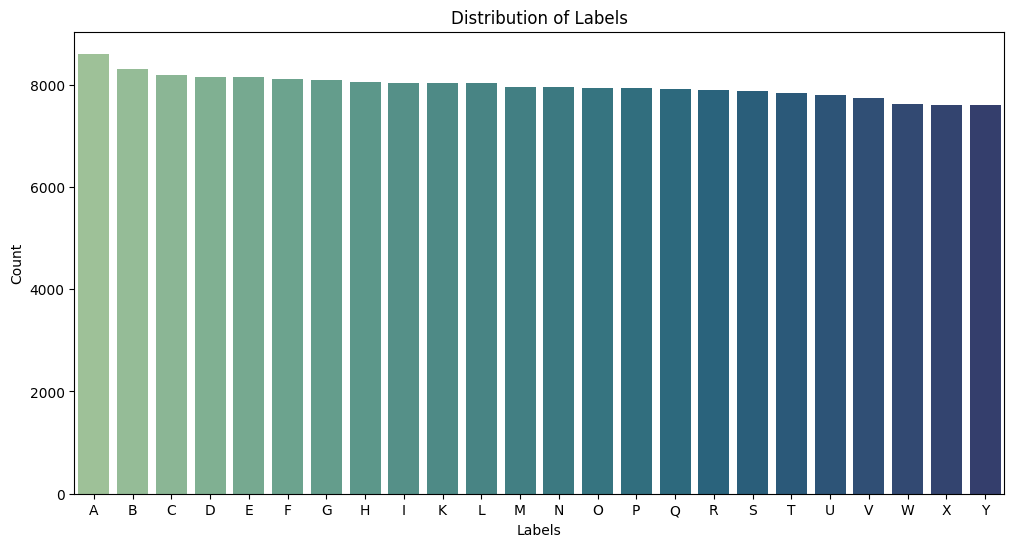 Distribution of Labels
Count
8000
6000
4000
2000
0
A B C D E F G H I K L M N O P Q R S T U V W X Y
Labels